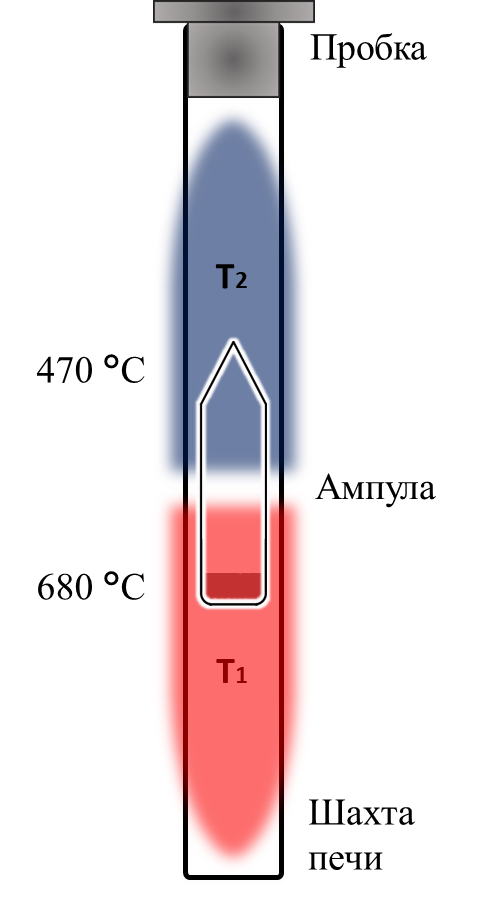 Пробка
T2
470 °C
Ампула
680 °C
T1
Шахта
печи